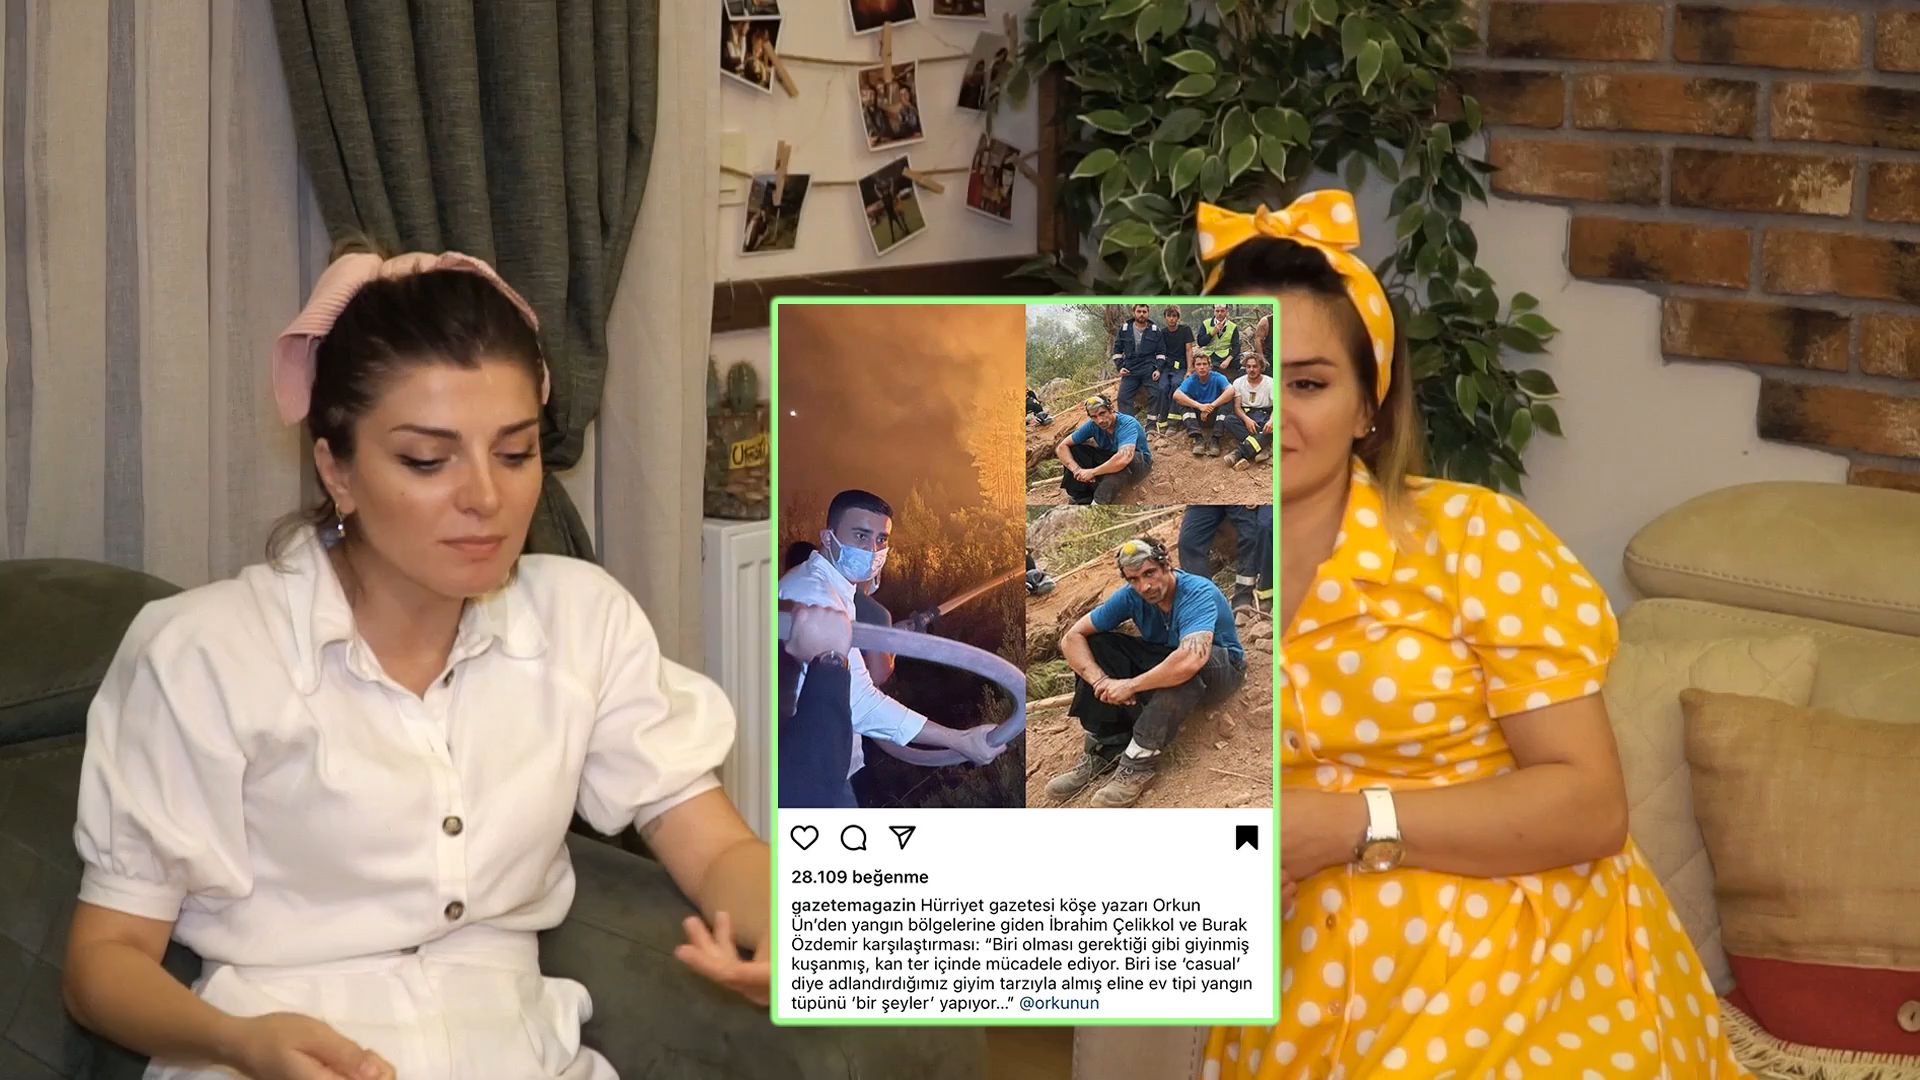 28.109 beğenme
gazetemagazin Hürriyet gazetesi köşe yazarı Orkun
Ün’den yangın bölgelerine giden İbrahim Çelikkol ve Burak
Özdemir karşılaştırması: “Biri olması gerektiği gibi giyinmiş
kuşanmış, kan ter içinde mücadele ediyor. Biri ise ‘casual’
diye adlandırdığımız giyim tarzıyla almış eline ev tipi yangın
tüpünü ‘bir şeyler’ yapıyor...” @orkunun